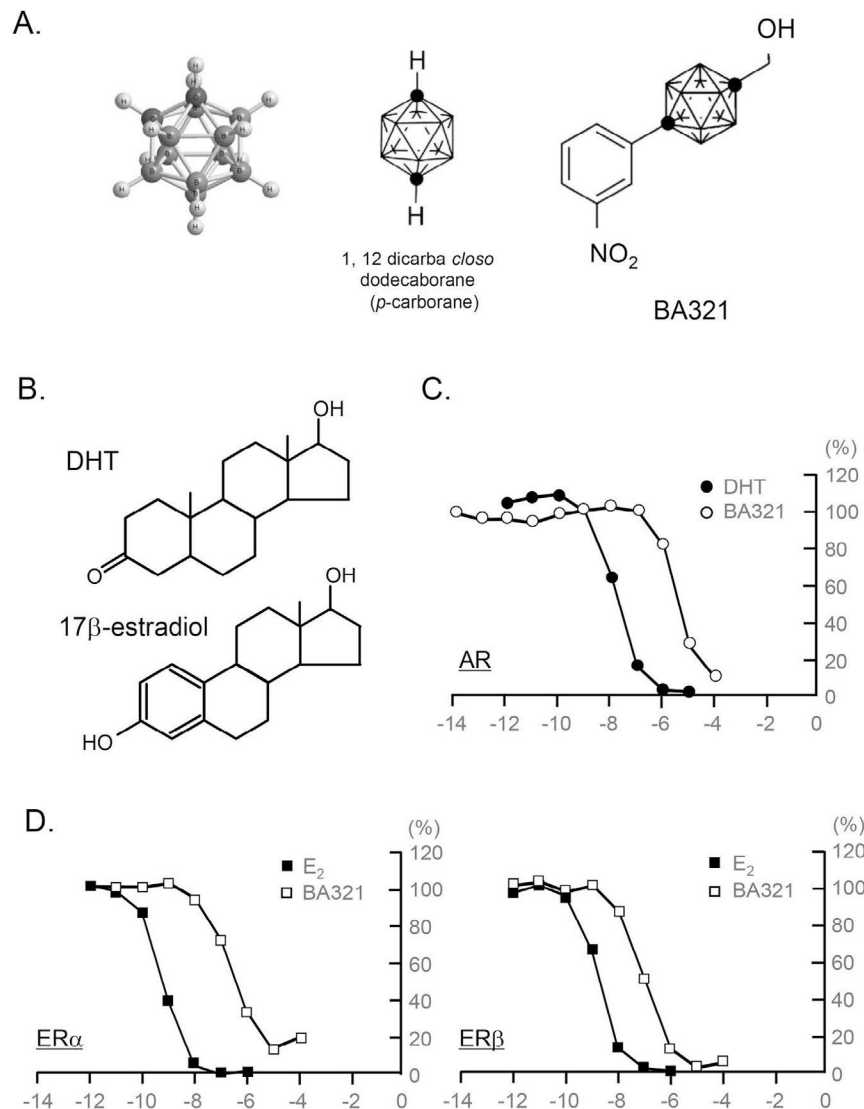 A.
H
H
1, 12 dicarba closo
dodecaborane
(p-carborane)
OH
NO2
BA321
B.
DHT
OH
O
17β-estradiol
OH
HO
C.
(%)
DHT
BA321
120
100
80
60
40
20
0
AR
-14 -12 -10 -8 -6 -4 -2 0
D.
(%)
E2
BA321
120
100
80
60
40
20
0
ERα
-14 -12 -10 -8 -6 -4 -2 0
(%)
E2
BA321
120
100
80
60
40
20
0
ERβ
-14 -12 -10 -8 -6 -4 -2 0